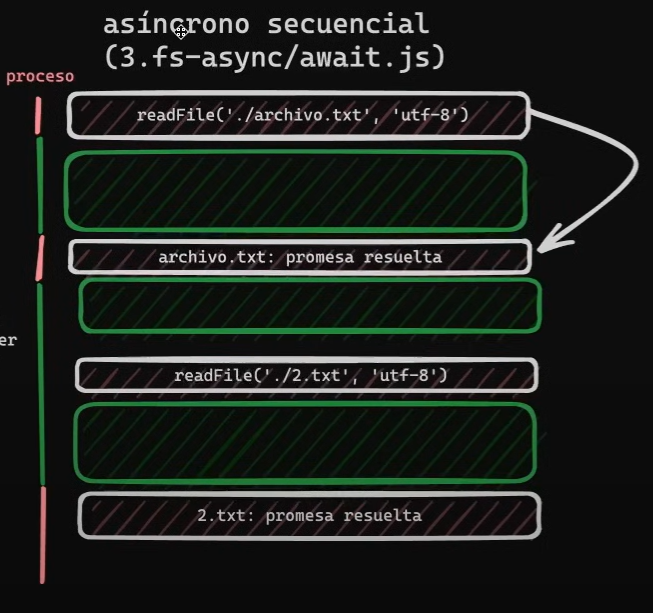 asíncrono secuencial
(3.fs-async/await.js)
proceso
readFile('./archivo.txt', 'utf-8')
archivo.txt: promesa resuelta
er
readFile('./2.txt', 'utf-8')
2.txt: promesa resuelta